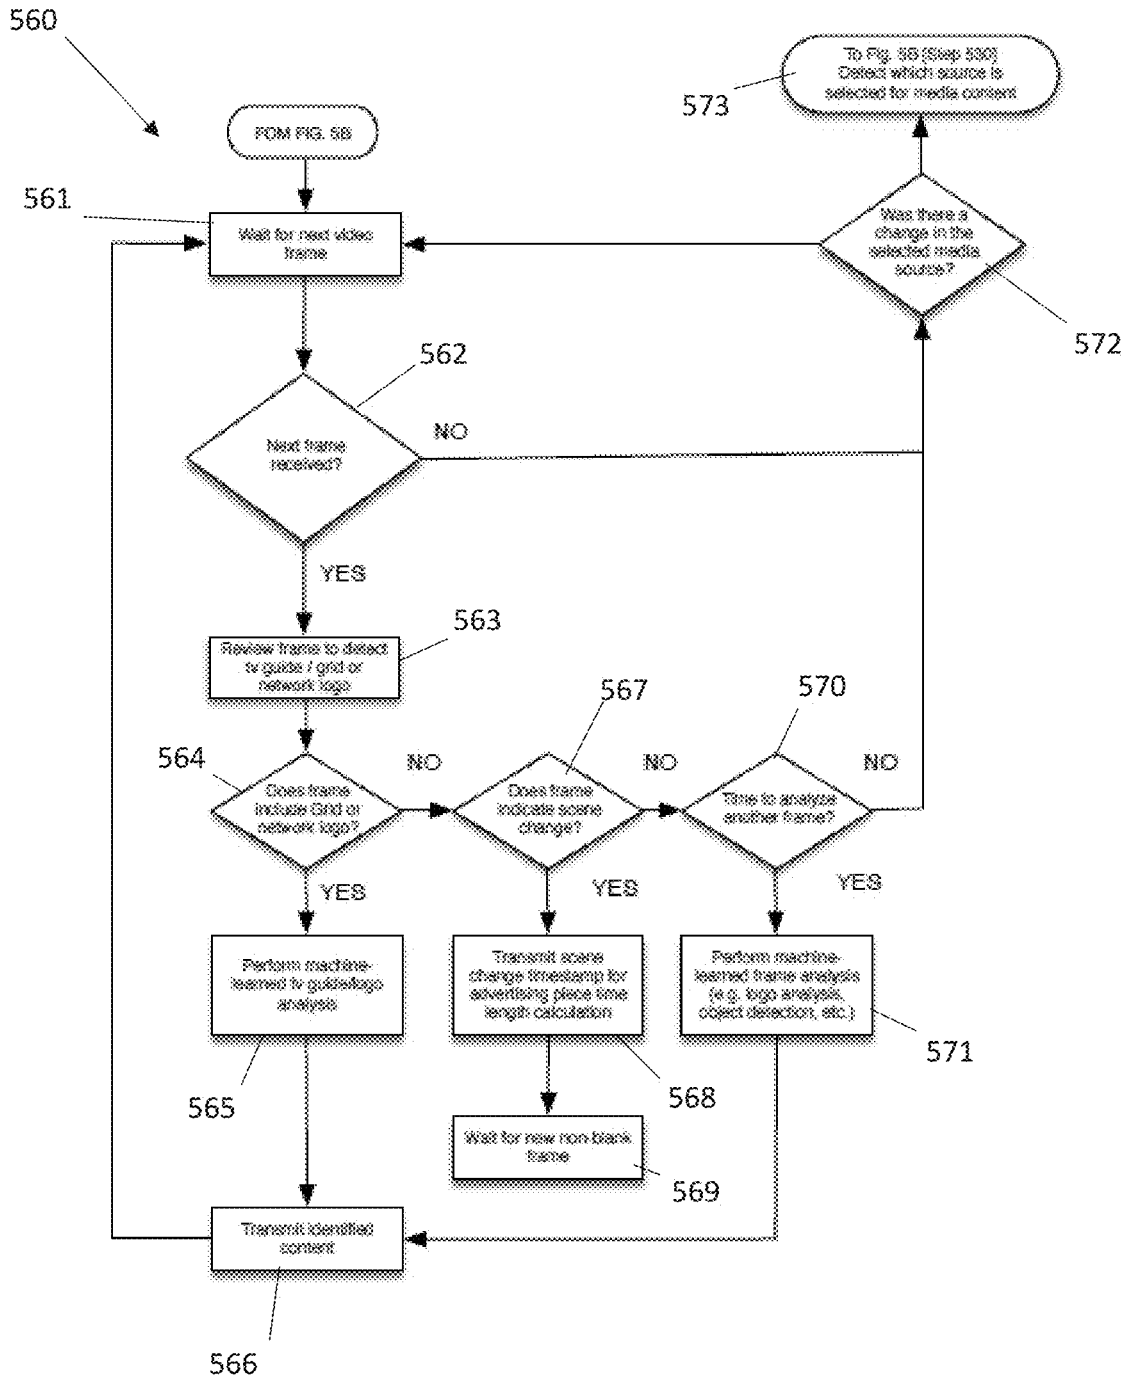 560
To Fig. 5B [Step 530]
Detect which source is
selected for media content
573
FOM FIG. 5B
561
Wait for next video
frame
Was there a
change in the
selected media
source?
572
562
Next frame
received?
NO
YES
563
Review frame to detect
tv guide / grid or
network logo
564
Does frame
include Grid or
network logo?
NO
567
Does frame
indicate scene
change?
NO
570
Time to analyze
another frame?
NO
YES
YES
YES
Perform machine-
learned tv guide/logo
analysis
565
Transmit scene
change timestamp for
advertising place time
length calculation
568
Perform machine-
learned frame analysis
(e.g. logo analysis,
object detection, etc.)
571
Wait for new non-blank
frame
569
Transmit identified
content
566